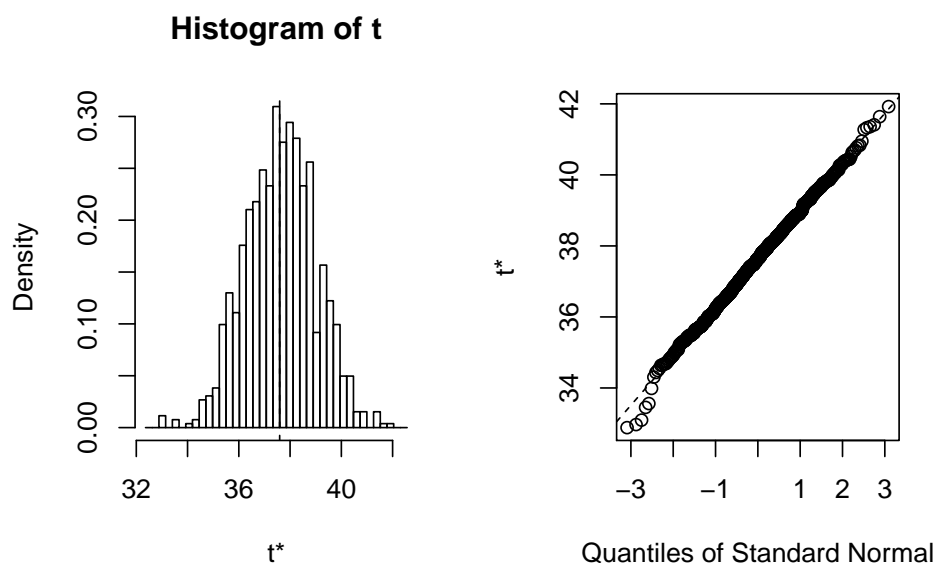 Histogram of t
Density
0.00 0.10 0.20 0.30
32 36 40
t*
t*
34 36 38 40 42
−3 −1 1 2 3
Quantiles of Standard Normal